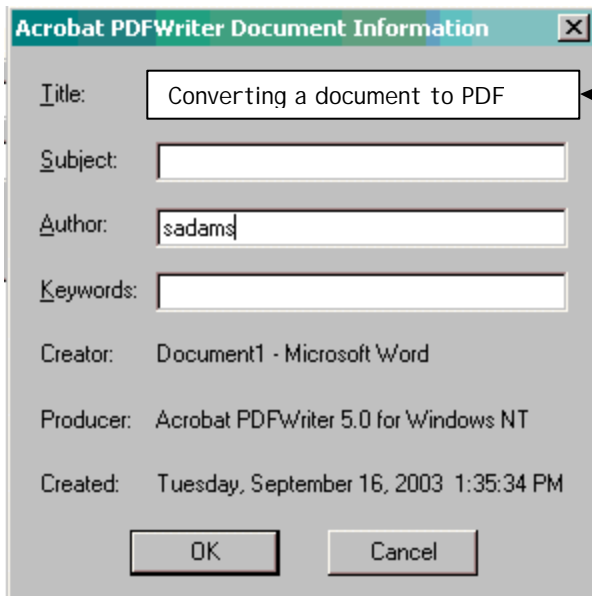 Acrobat PDFWriter Document Information
Title: Converting a document to PDF
Subject:
Author: sadams
Keywords:
Creator: Document1 - Microsoft Word
Producer: Acrobat PDFWriter 5.0 for Windows NT
Created: Tuesday, September 16, 2003 1:35:34 PM
OK Cancel